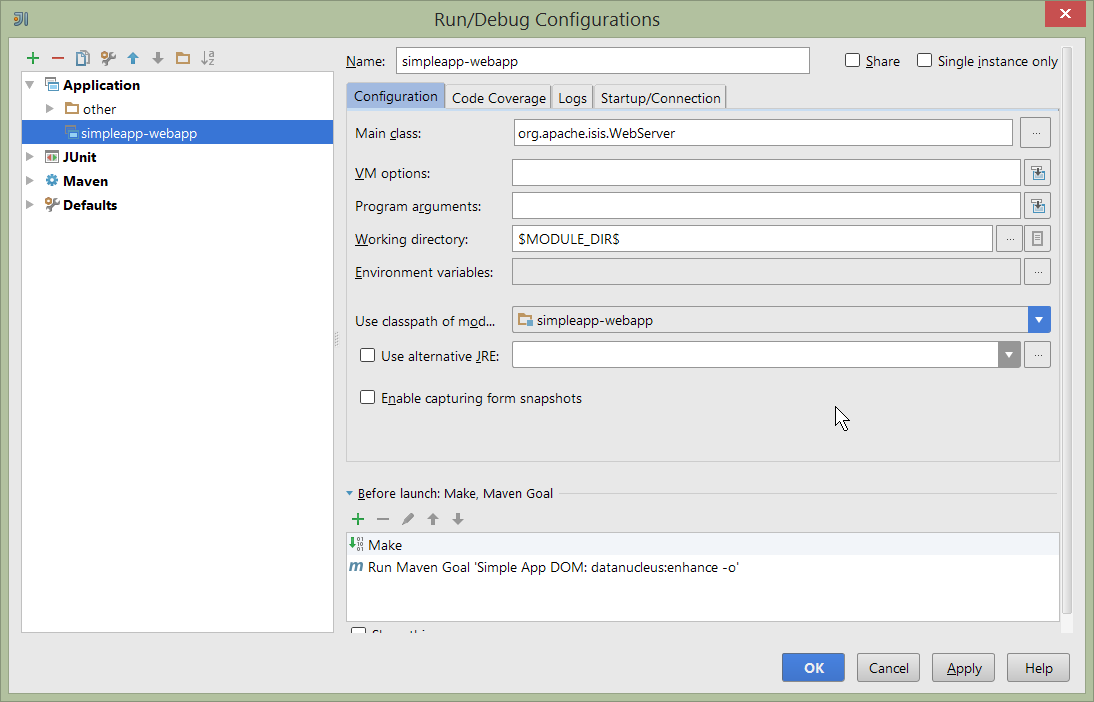 Run/Debug Configurations
Name: simpleapp-webapp
Share
Single instance only
Application
other
simpleapp-webapp
JUnit
Maven
Defaults
Configuration
Code Coverage
Logs
Startup/Connection
Main class: org.apache.isis.WebServer
VM options:
Program arguments:
Working directory: $MODULE_DIR$
Environment variables:
Use classpath of mod... simpleapp-webapp
Use alternative JRE:
Enable capturing form snapshots
Before launch: Make, Maven Goal
Make
Run Maven Goal 'Simple App DOM: datanucleus:enhance -o'
OK
Cancel
Apply
Help